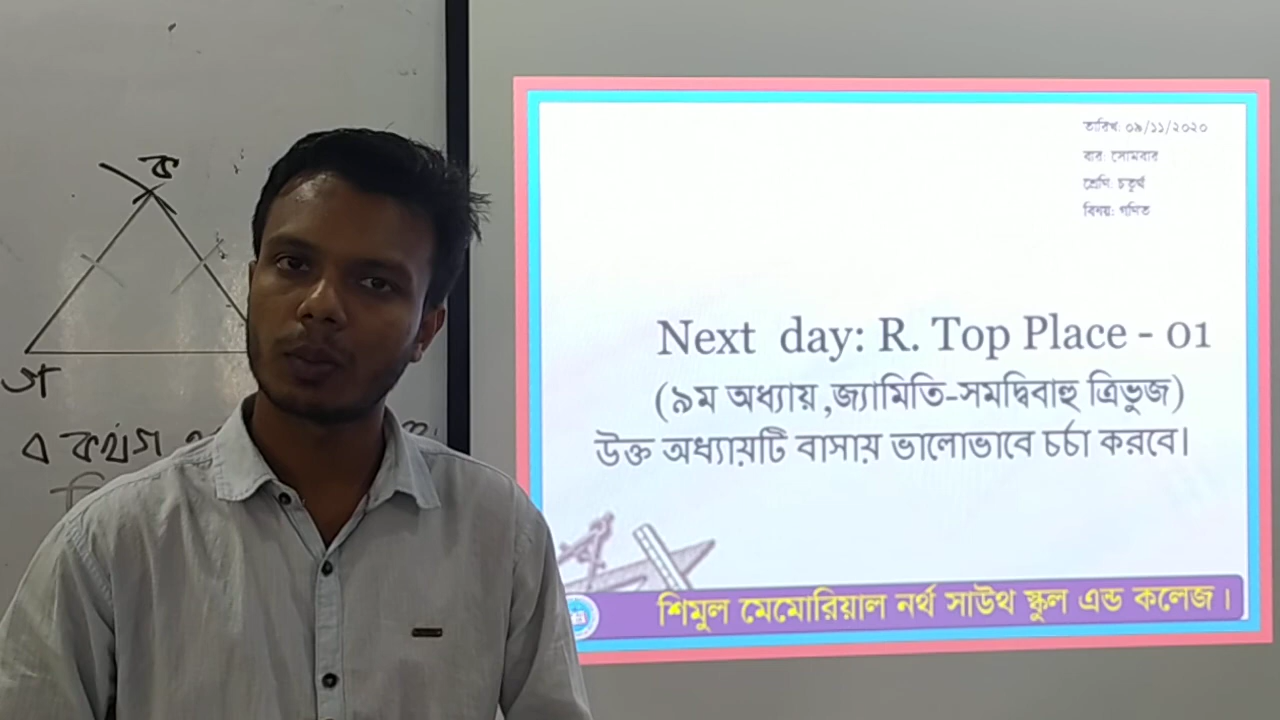 ক
গ
ব কখগ
তারিখ: ০৯/১১/২০২০
বার: সোমবার
শ্রেণি: চতুর্থ
বিষয়: গণিত
Next day: R. Top Place - 01
(৯ম অধ্যায় ,জ্যামিতি-সমদ্বিবাহু ত্রিভুজ)
উক্ত অধ্যায়টি বাসায় ভালোভাবে চর্চা করবে।
শিমুল মেমোরিয়াল নর্থ সাউথ স্কুল এন্ড কলেজ।